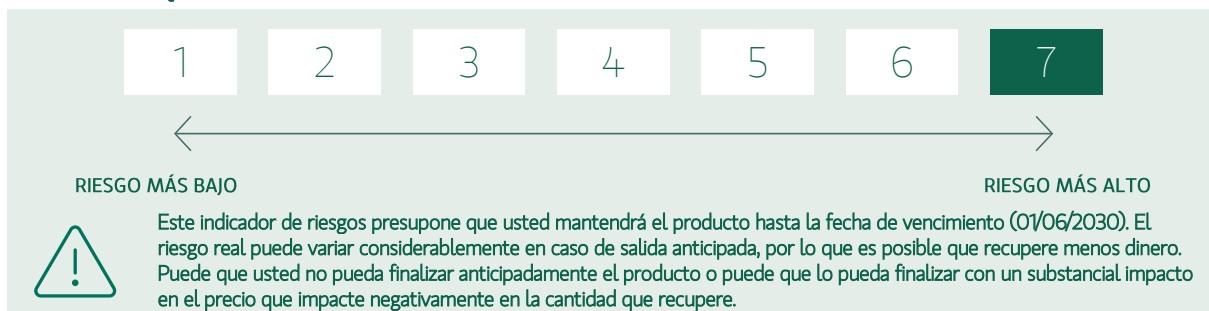 1 2 3 4 5 6 7
RIESGO MÁS BAJO RIESGO MÁS ALTO
Este indicador de riesgos presupone que usted mantendrá el producto hasta la fecha de vencimiento (01/06/2030). El
riesgo real puede variar considerablemente en caso de salida anticipada, por lo que es posible que recupere menos dinero.
Puede que usted no pueda finalizar anticipadamente el producto o puede que lo pueda finalizar con un substancial impacto
en el precio que impacte negativamente en la cantidad que recupere.